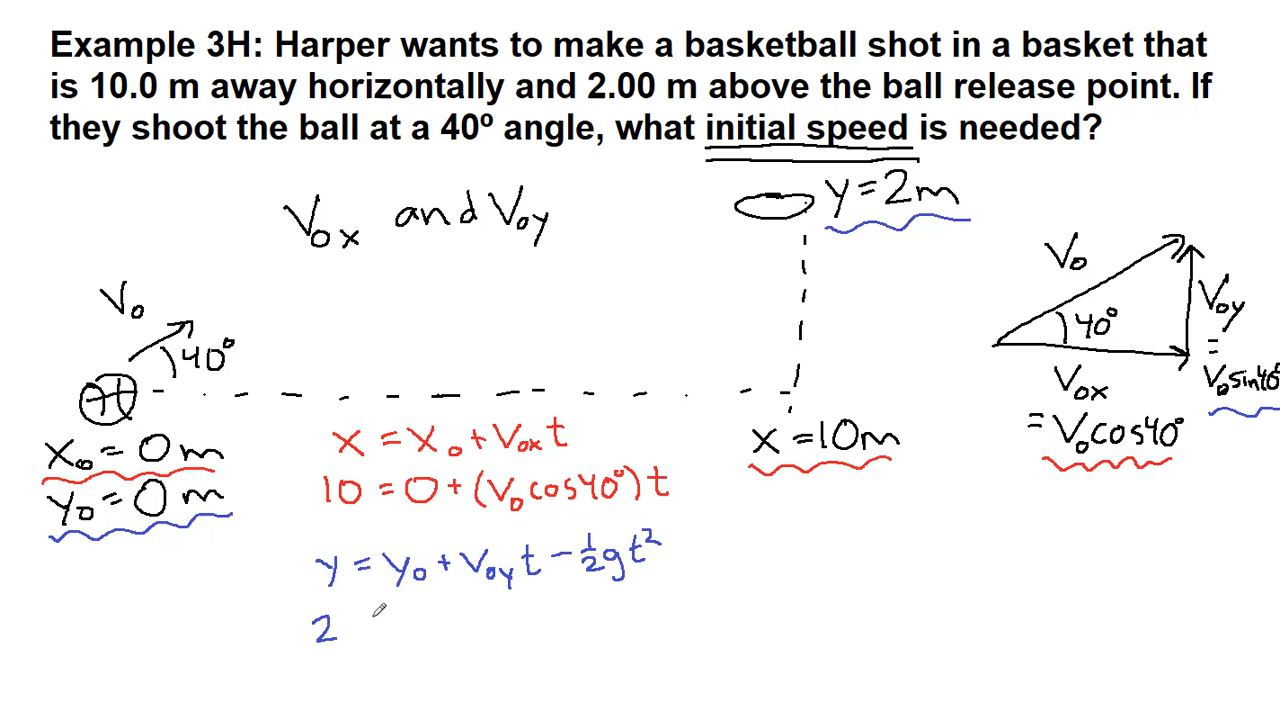 Example 3H: Harper wants to make a basketball shot in a basket that
is 10.0 m away horizontally and 2.00 m above the ball release point. If
they shoot the ball at a 40º angle, what initial speed is needed?
V₀ₓ and V₀y
y = 2m
V₀
40°
V₀
40°
V₀y
=
V₀sin40°
V₀ₓ
= V₀cos40°
x₀ = 0 m
y₀ = 0 m
x = 10m
x = x₀ + V₀ₓt
10 = 0 + (V₀cos40°)t
y = y₀ + V₀yt - ½gt²
2